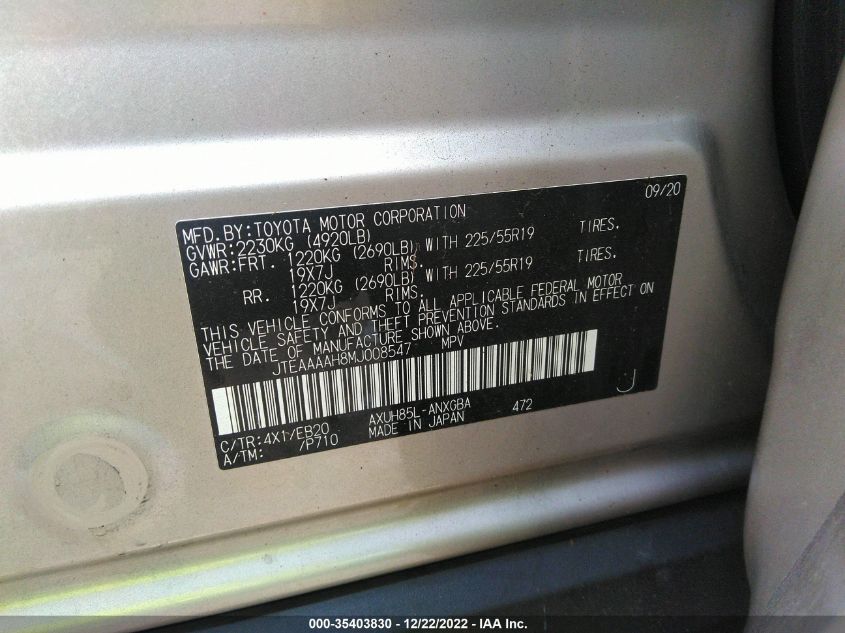 09/20
MFD.BY:TOYOTA MOTOR CORPORATION
GVWR:2230KG (4920LB)
GAWR:FRT. 1220KG (2690LB) WITH 225/55R19 TIRES.
19X7J RIMS.
RR. 1220KG (2690LB) WITH 225/55R19 TIRES.
19X7J RIMS.
THIS VEHICLE CONFORMS TO ALL APPLICABLE FEDERAL MOTOR
VEHICLE SAFETY AND THEFT PREVENTION STANDARDS IN EFFECT ON
THE DATE OF MANUFACTURE SHOWN ABOVE.
JTEAAAAH8MJ008547 MPV
C/TR:4X1/EB20 AXUH85L-ANXGBA 472
A/TM: /P710 MADE IN JAPAN
J
000-35403830 - 12/22/2022 - IAA Inc.